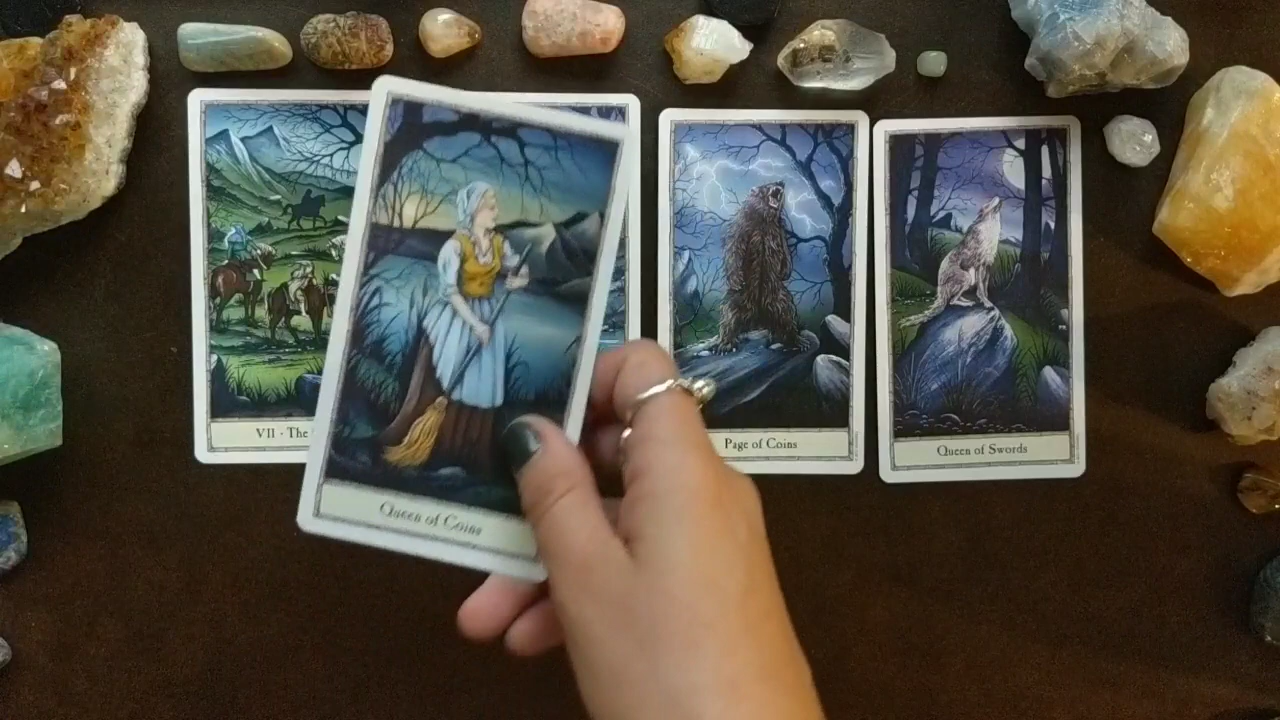 VII · The
Queen of Coins
Page of Coins
Queen of Swords